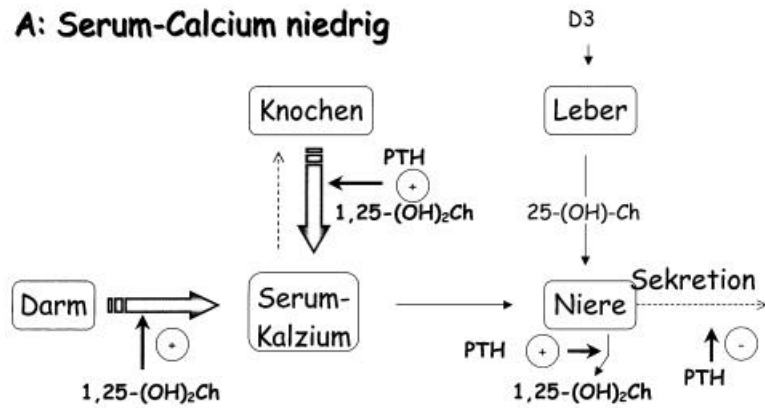 A: Serum-Calcium niedrig
D3
Knochen
Leber
PTH
+
1,25-(OH)₂Ch
25-(OH)-Ch
Darm
Serum-
Kalzium
Niere
Sekretion
+
1,25-(OH)₂Ch
PTH
+
1,25-(OH)₂Ch
-
PTH